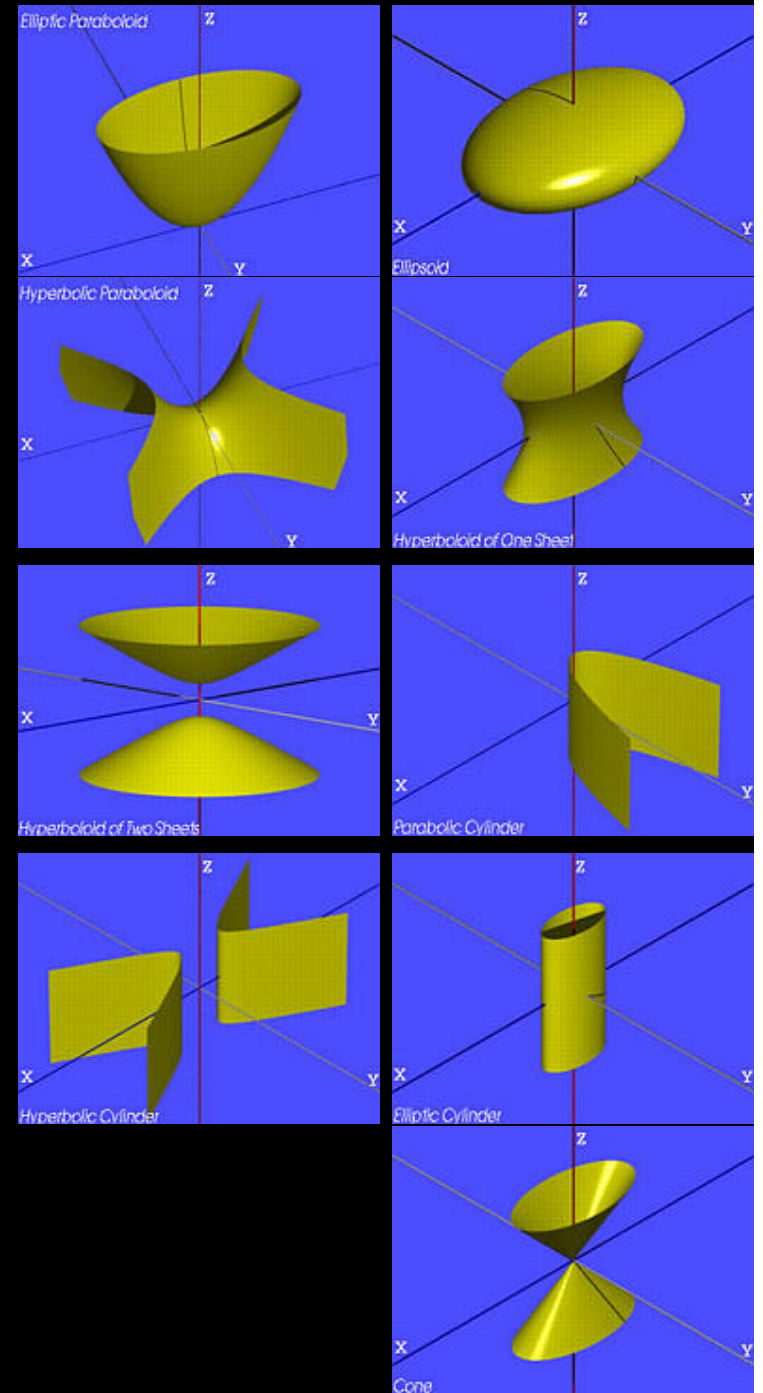 Elliptic Paraboloid
Z
X
Y
Z
X
Y
Ellipsoid
Hyperbolic Paraboloid
Z
X
Y
Z
X
Y
Hyperboloid of One Sheet
Z
X
Y
Hyperboloid of Two Sheets
Z
X
Y
Parabolic Cylinder
Z
X
Y
Hyperbolic Cylinder
Z
X
Y
Elliptic Cylinder
Z
X
Y
Cone